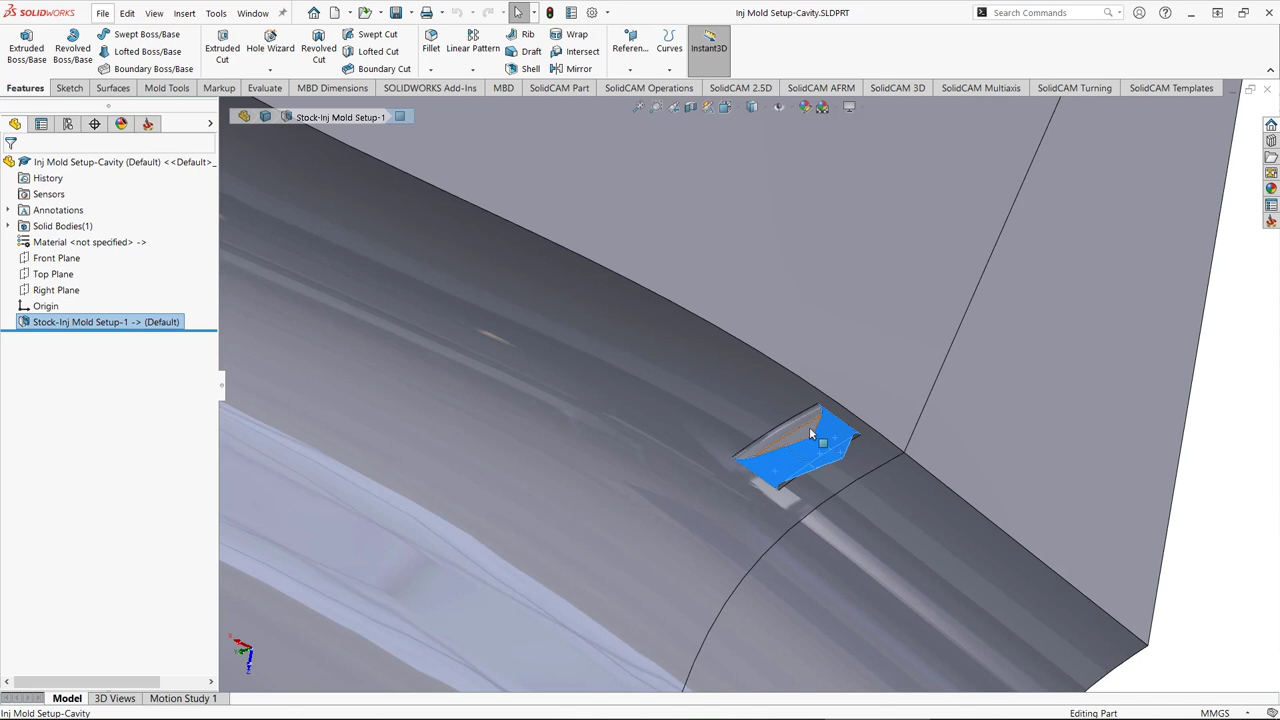 SOLIDWORKS
File Edit View Insert Tools Window
Inj Mold Setup-Cavity.SLDPRT
Search Commands
Extruded Boss/Base
Revolved Boss/Base
Swept Boss/Base
Lofted Boss/Base
Boundary Boss/Base
Extruded Cut
Hole Wizard
Revolved Cut
Swept Cut
Lofted Cut
Boundary Cut
Fillet
Linear Pattern
Rib
Draft
Shell
Wrap
Intersect
Mirror
Referen...
Curves
Instant3D
Features Sketch Surfaces Mold Tools Markup Evaluate MBD Dimensions SOLIDWORKS Add-Ins MBD SolidCAM Part SolidCAM Operations SolidCAM 2.5D SolidCAM AFRM SolidCAM 3D SolidCAM Multiaxis SolidCAM Turning SolidCAM Templates
Stock-Inj Mold Setup-1
Inj Mold Setup-Cavity (Default) <<Default>_
History
Sensors
Annotations
Solid Bodies(1)
Material <not specified> ->
Front Plane
Top Plane
Right Plane
Origin
Stock-Inj Mold Setup-1 -> (Default)
Model 3D Views Motion Study 1
Inj Mold Setup-Cavity
Editing Part
MMGS